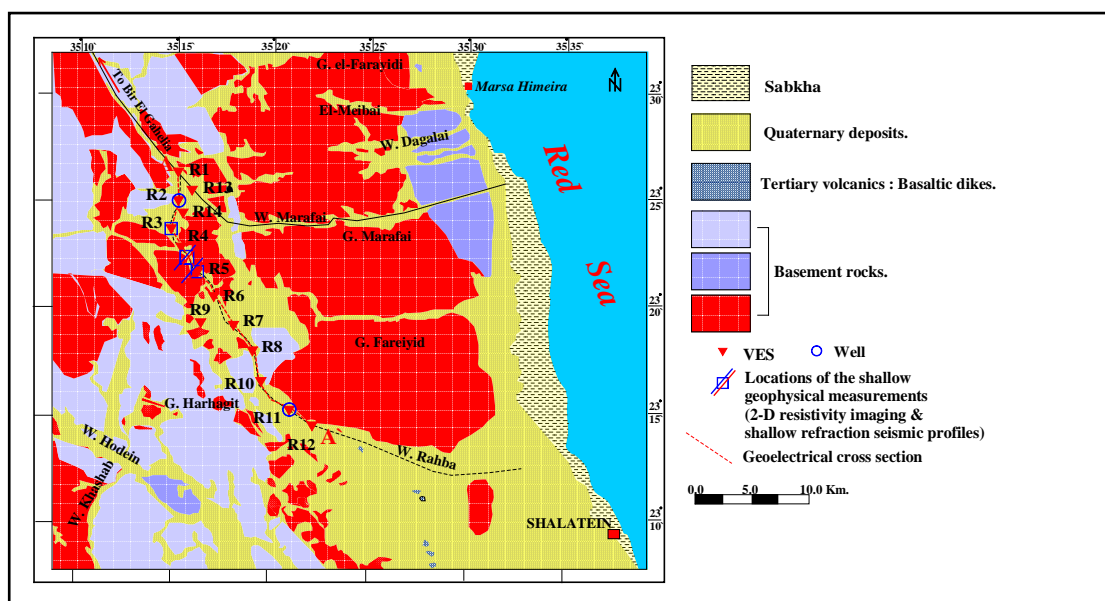 35 10' 35 15' 35 20' 35 25' 35 30' 35 35'
G. el-Farayidi
N
Marsa Himeira
23° 30'
To Bir El Gahelia
El-Meibai
W. Dagalai
R1
R13
R2
23° 25'
R14
R3
W. Marafai
R4
G. Marafai
Red Sea
R5
R6
23° 20'
R9
R7
R8
G. Fareiyid
R10
G. Harhagit
R11
23° 15'
A
R12
W. Hodein
W. Rahba
W. Khashab
SHALATEIN
23° 10'
Sabkha
Quaternary deposits.
Tertiary volcanics : Basaltic dikes.
Basement rocks.
VES Well
Locations of the shallow
geophysical measurements
(2-D resistivity imaging &
shallow refraction seismic profiles)
Geoelectrical cross section
0.0 5.0 10.0 Km.